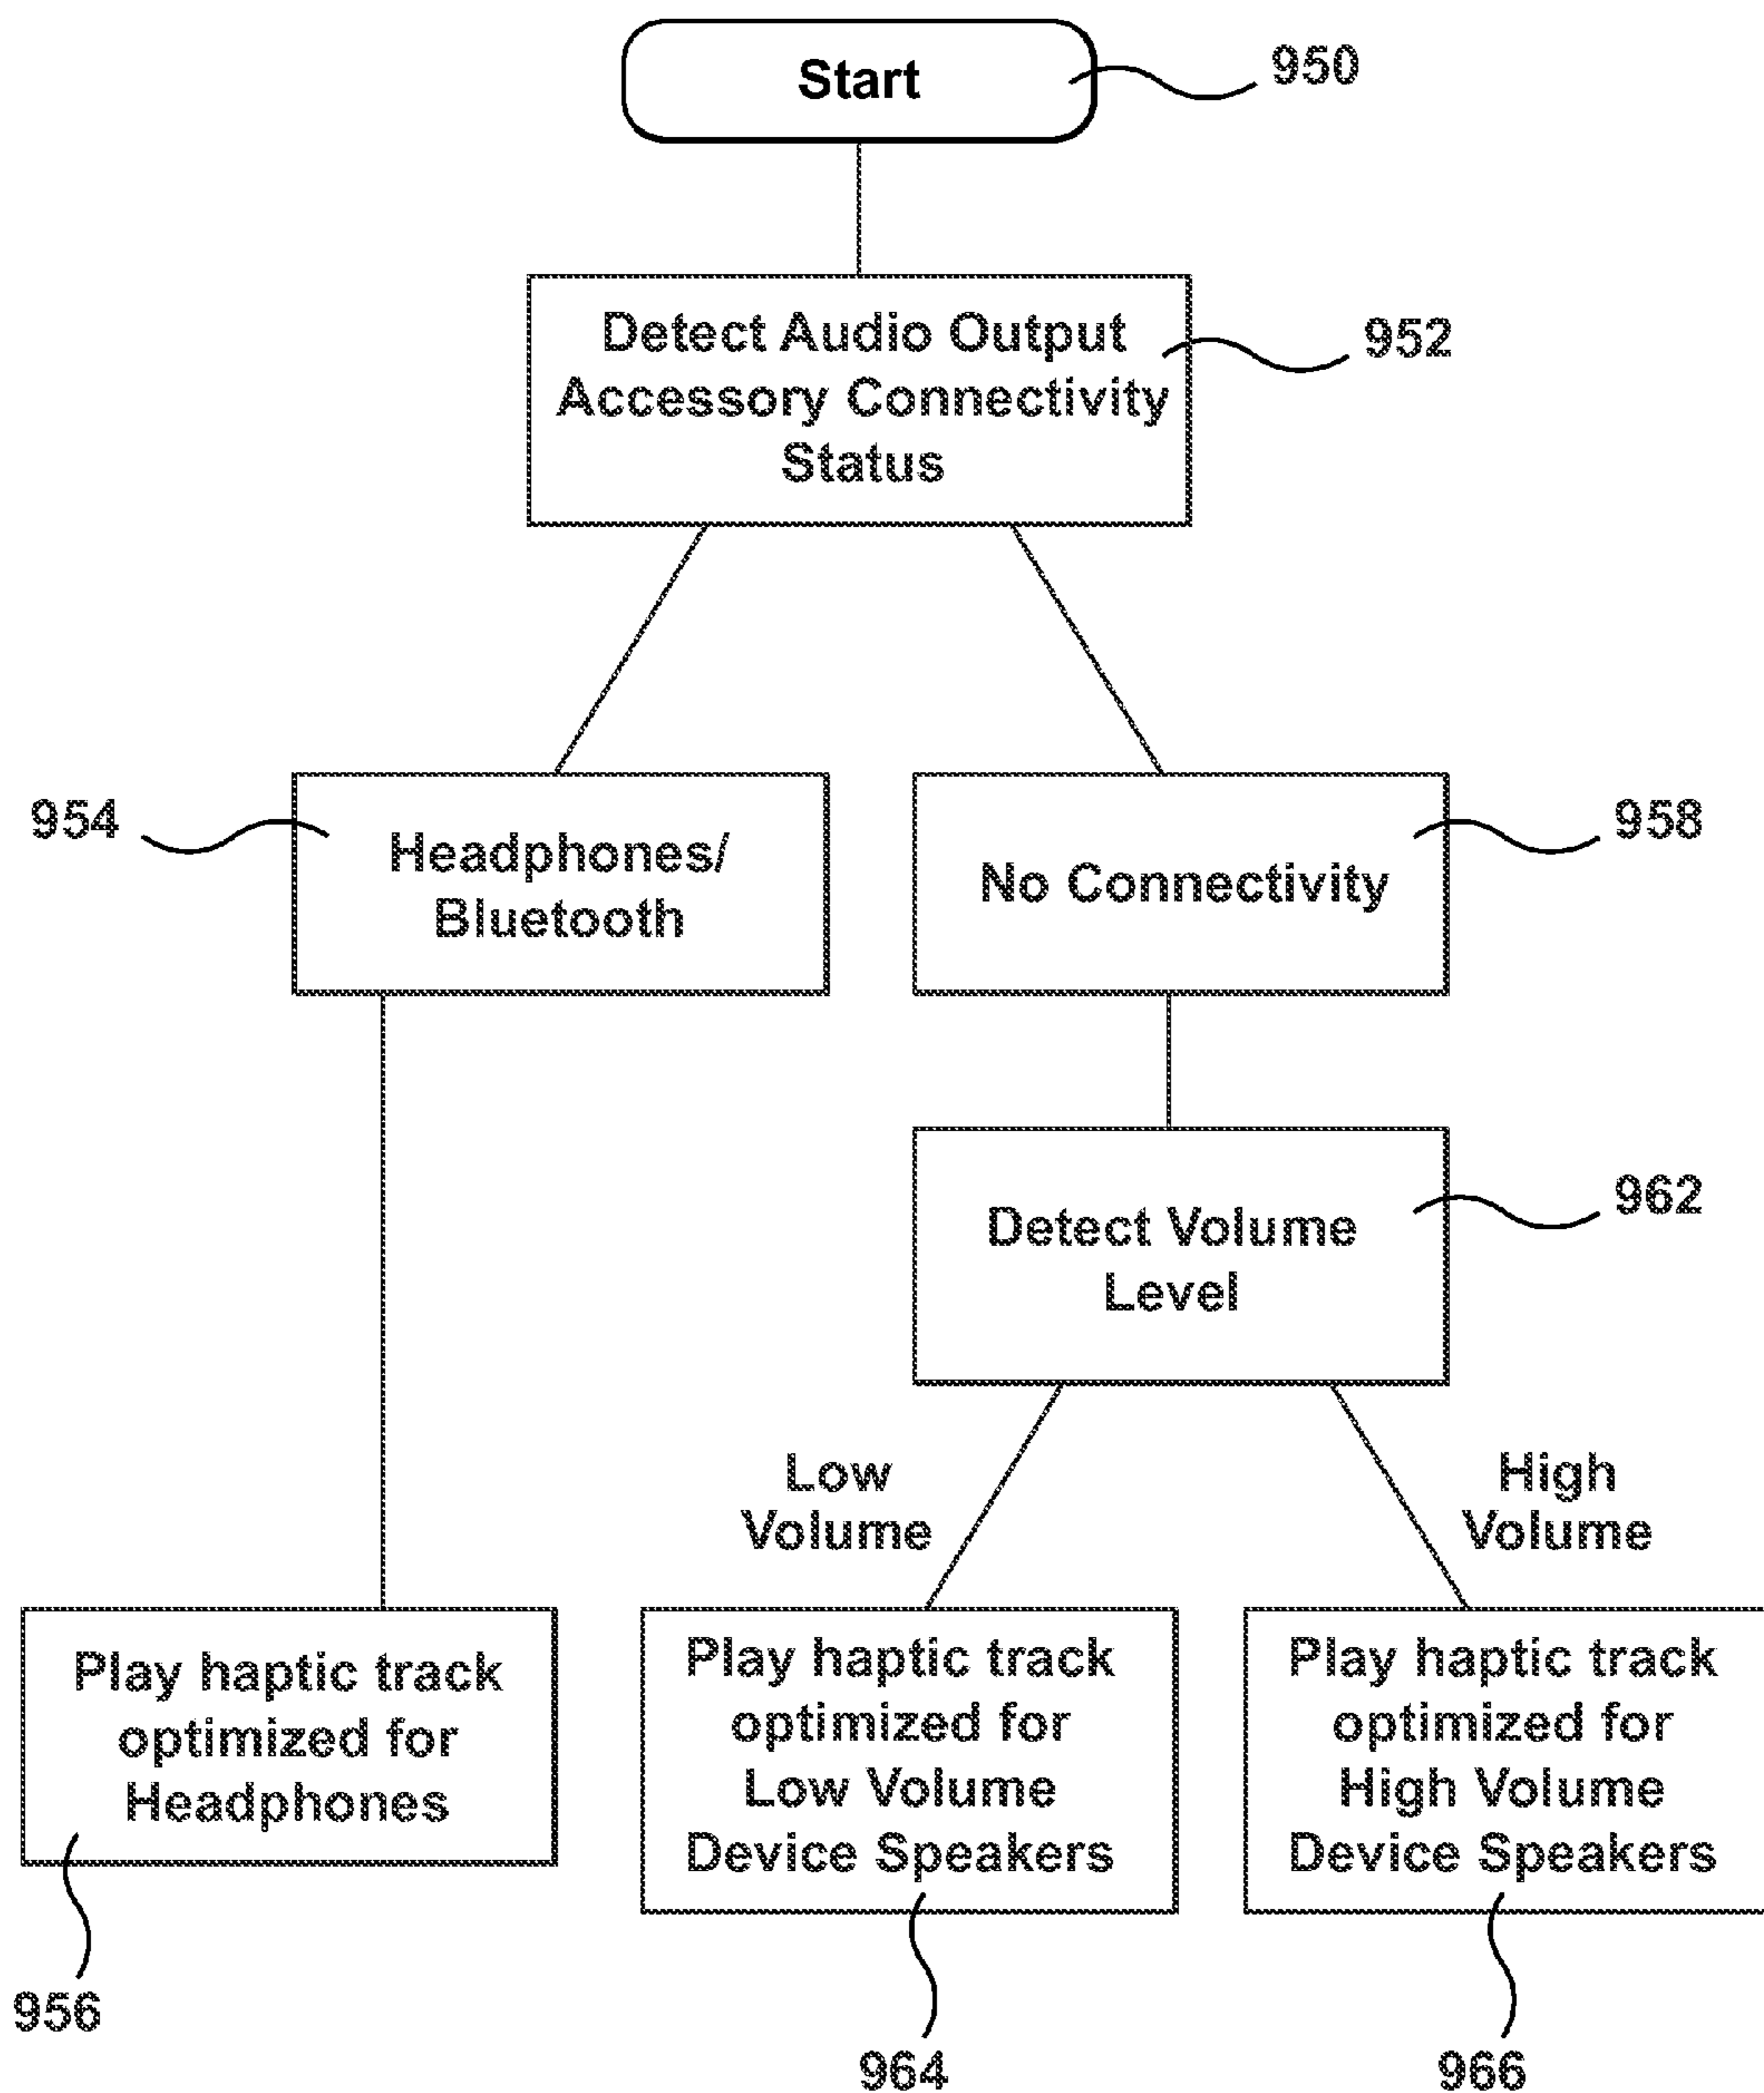 Start
950
Detect Audio Output
Accessory Connectivity
Status
952
954
Headphones/
Bluetooth
No Connectivity
958
Detect Volume
Level
962
Low
Volume
High
Volume
Play haptic track
optimized for
Headphones
956
Play haptic track
optimized for
Low Volume
Device Speakers
964
Play haptic track
optimized for
High Volume
Device Speakers
966